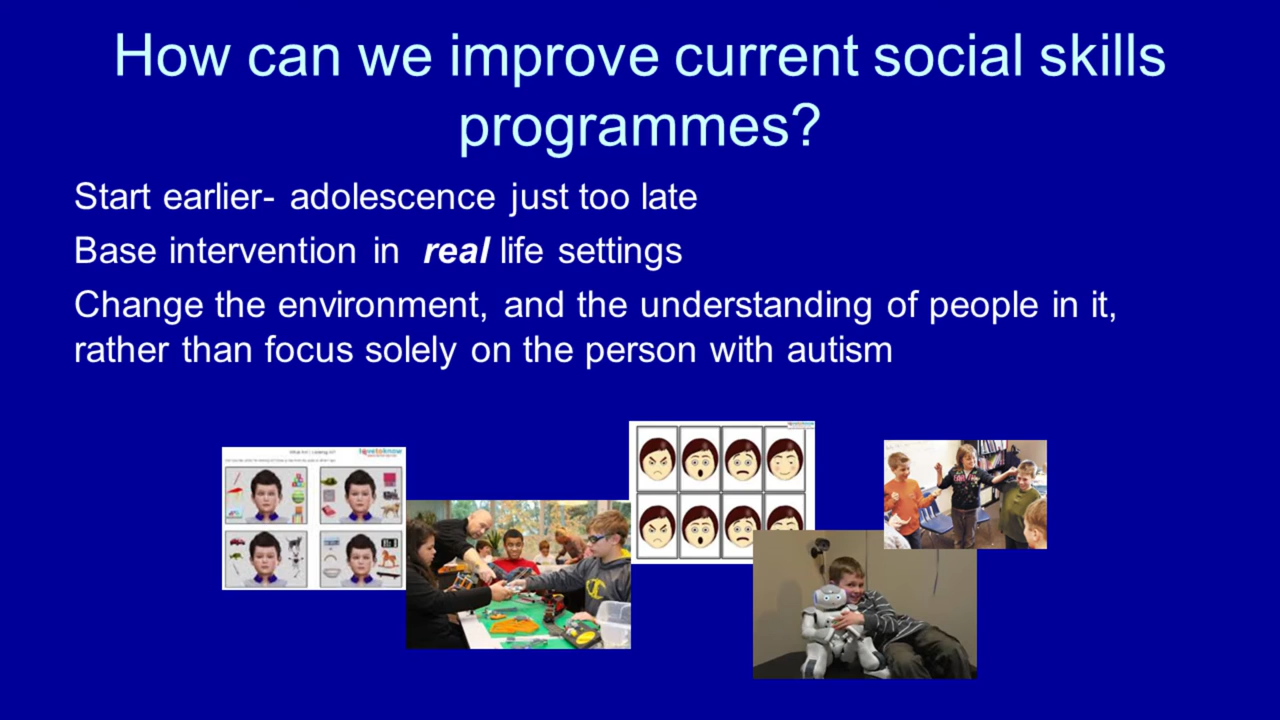 How can we improve current social skills
programmes?
Start earlier- adolescence just too late
Base intervention in real life settings
Change the environment, and the understanding of people in it,
rather than focus solely on the person with autism
lovetoknow